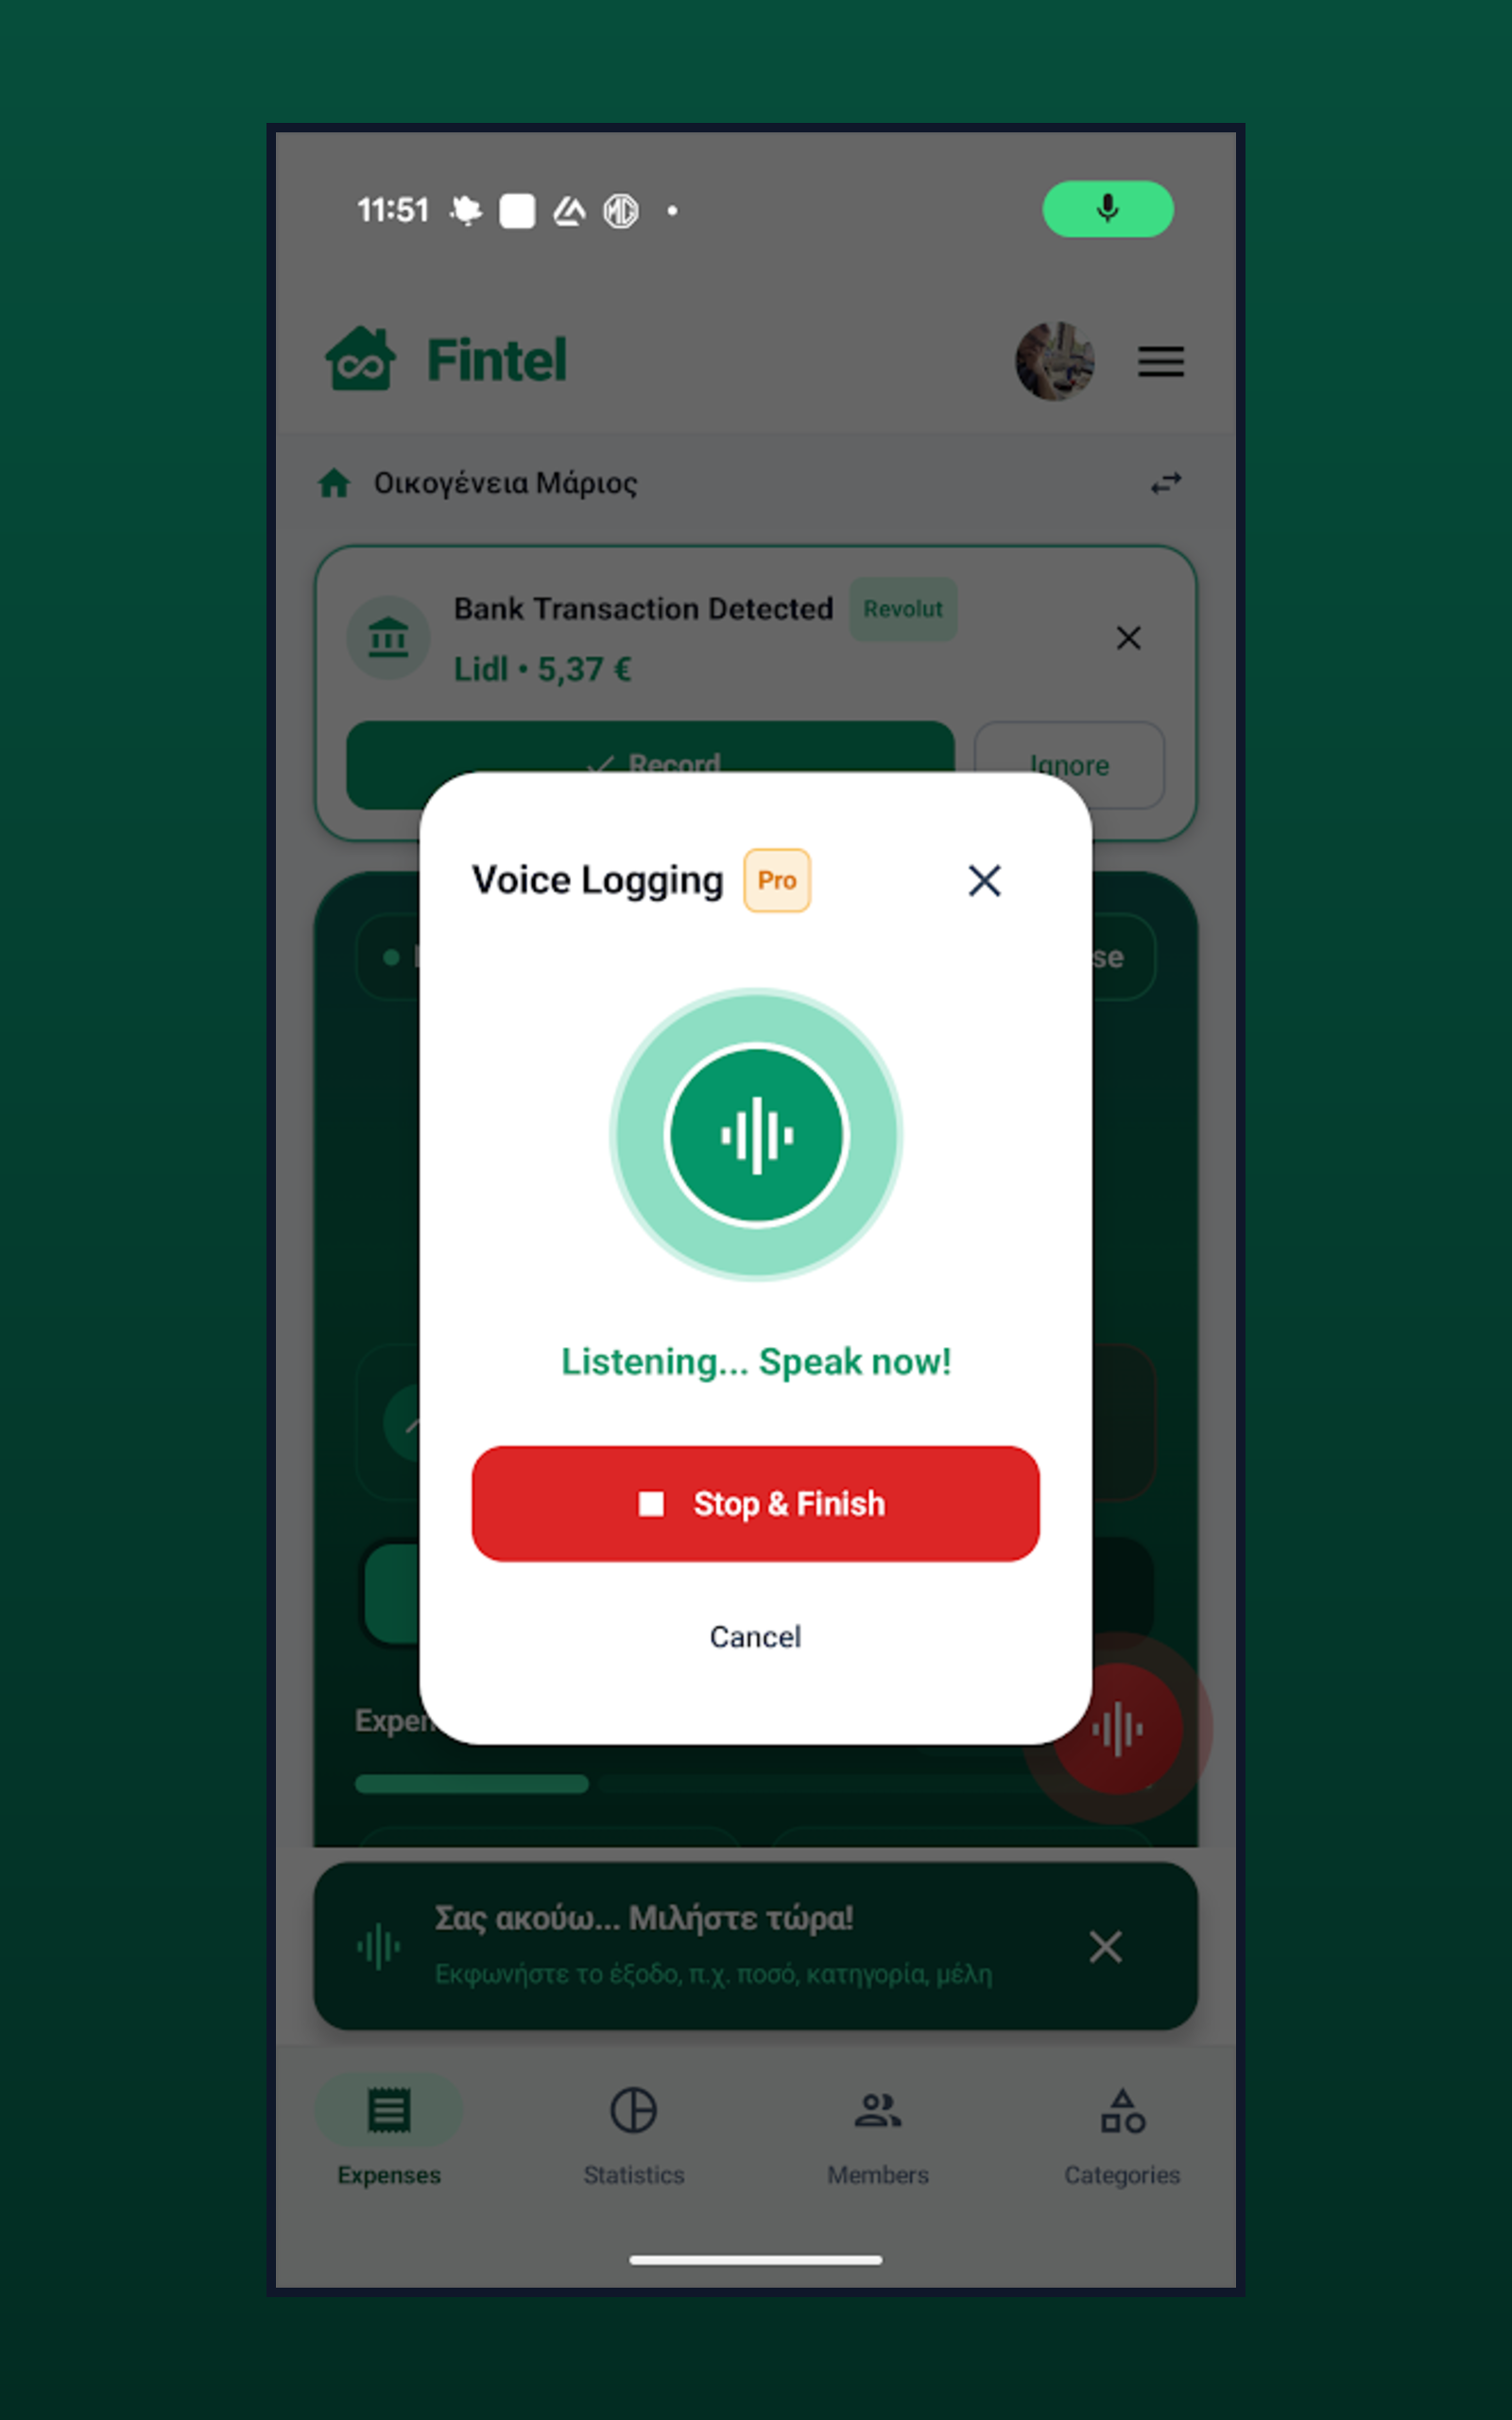 11:51
Fintel
Οικογένεια Μάριος
Bank Transaction Detected Revolut
Lidl • 5,37 €
Record Ignore
Voice Logging Pro
Listening... Speak now!
Stop & Finish
Cancel
Σας ακούω... Μιλήστε τώρα!
Εκφωνήστε το έξοδο, π.χ. ποσό, κατηγορία, μέλη
Expenses Statistics Members Categories